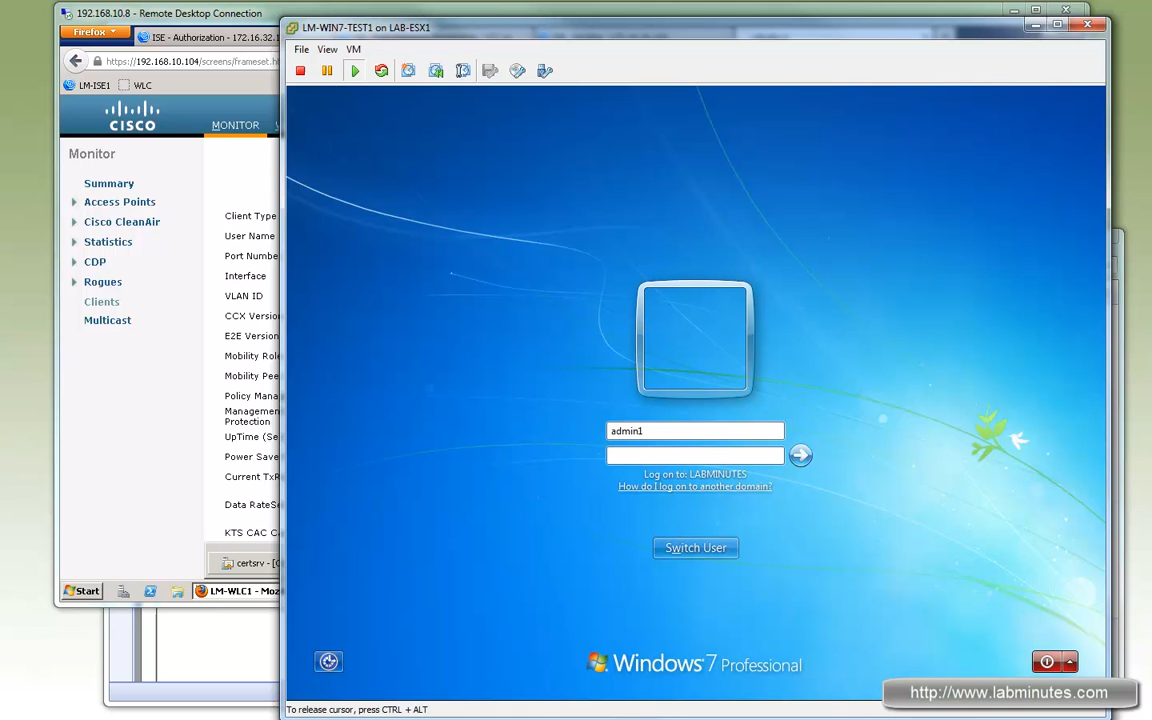 192.168.10.8 - Remote Desktop Connection
Firefox
ISE - Authorization - 172.16.32.1
https://192.168.10.104/screens/frameset.h
LM-ISE1
WLC
CISCO
MONITOR
Monitor
Summary
Access Points
Cisco CleanAir
Statistics
CDP
Rogues
Clients
Multicast
Client Type
User Name
Port Numbe
Interface
VLAN ID
CCX Versio
E2E Version
Mobility Role
Mobility Pee
Policy Mana
Managemen
Protection
UpTime (Se
Power Save
Current TxR
Data RateSe
KTS CAC C
certsrv - [C
Start
LM-WLC1 - Moz
LM-WIN7-TEST1 on LAB-ESX1
File View VM
admin1
Log on to: LABMINUTES
How do I log on to another domain?
Switch User
Windows 7 Professional
To release cursor, press CTRL + ALT
http://www.labminutes.com